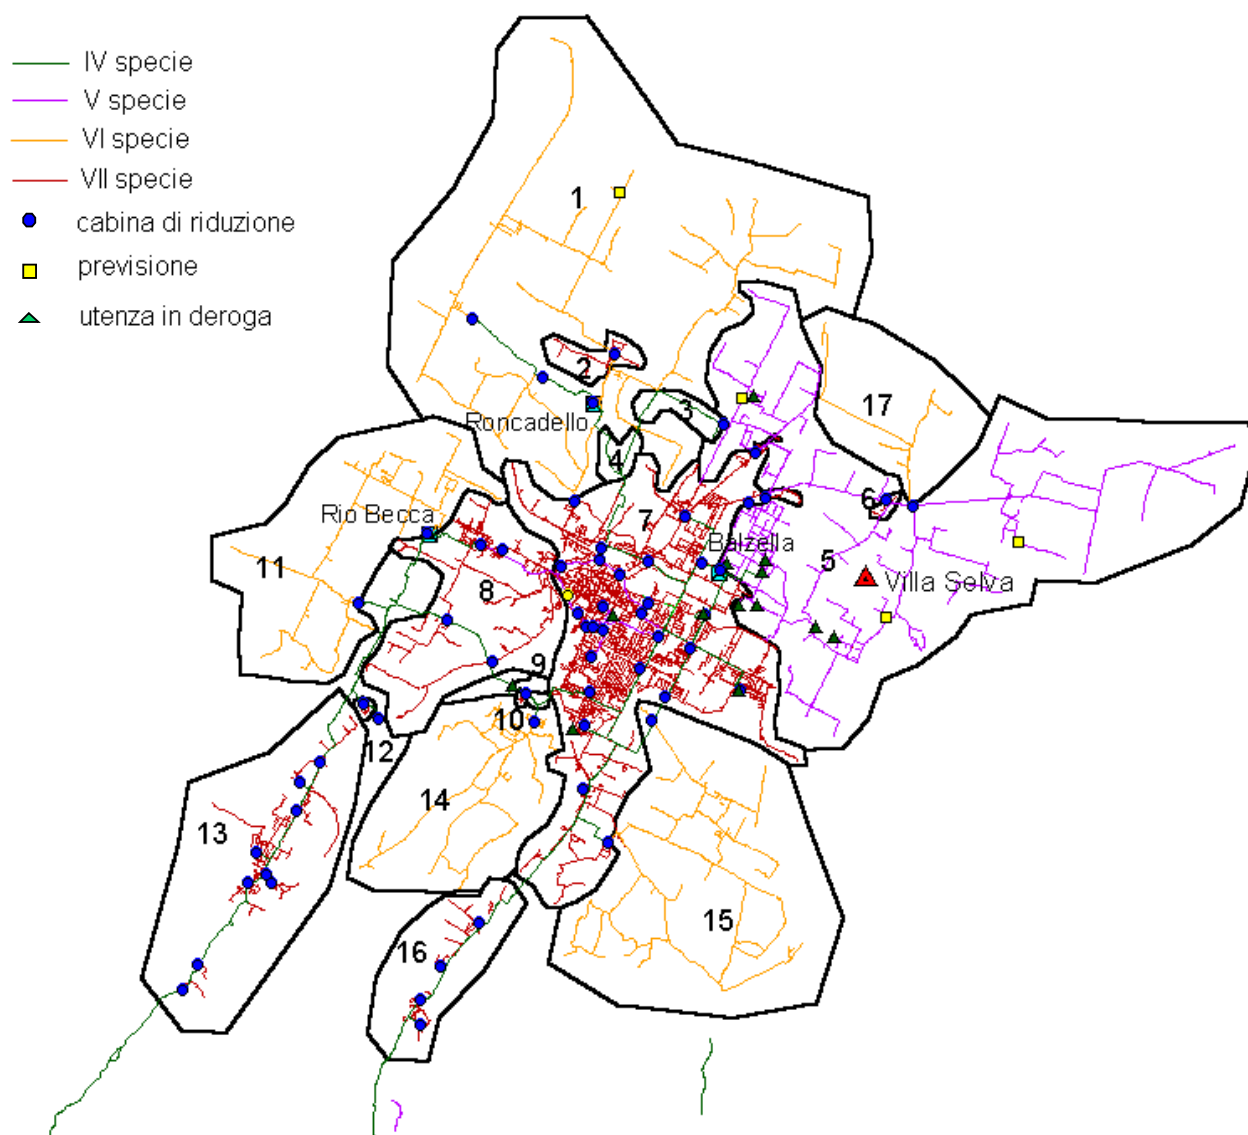 IV specie
V specie
VI specie
VII specie
cabina di riduzione
previsione
utenza in deroga
1
2
3
Roncadello
4
17
6
Rio Becca
7
Balzella
11
5
Villa Selva
8
9
10
12
14
13
15
16